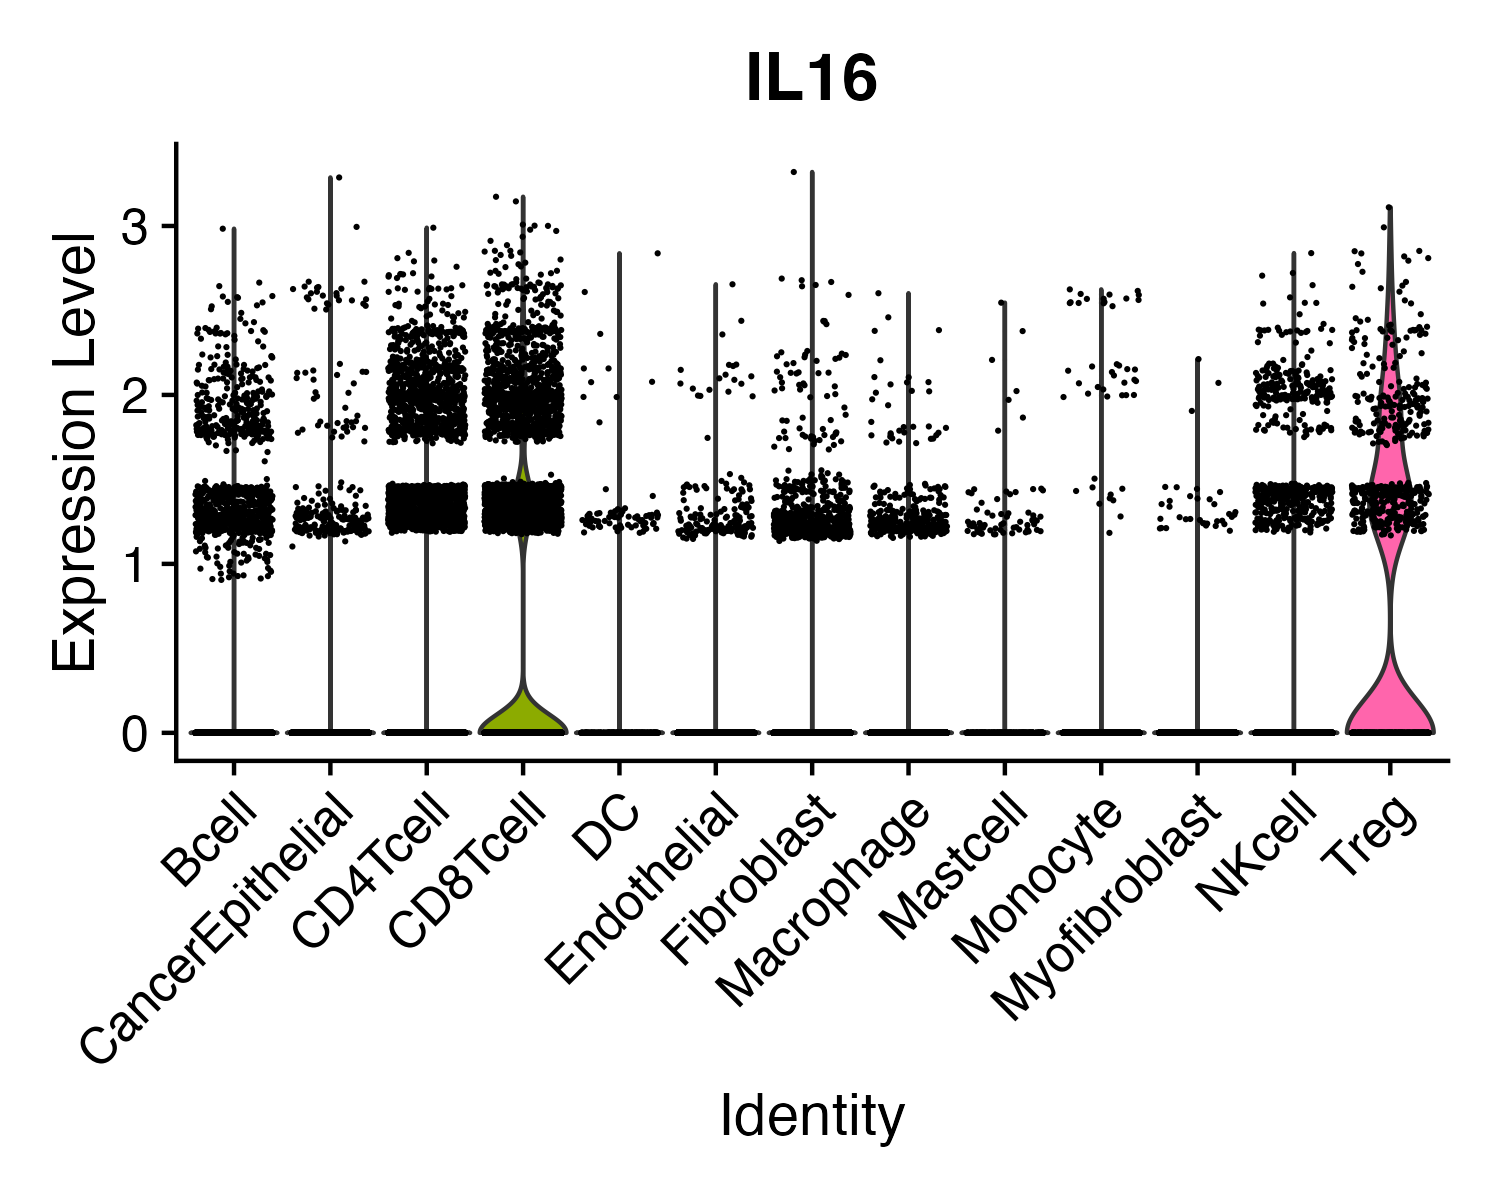 IL16
Expression Level
3
2
1
0
Bcell
CancerEpithelial
CD4Tcell
CD8Tcell
DC
Endothelial
Fibroblast
Macrophage
Mastcell
Monocyte
Myofibroblast
NKcell
Treg
Identity